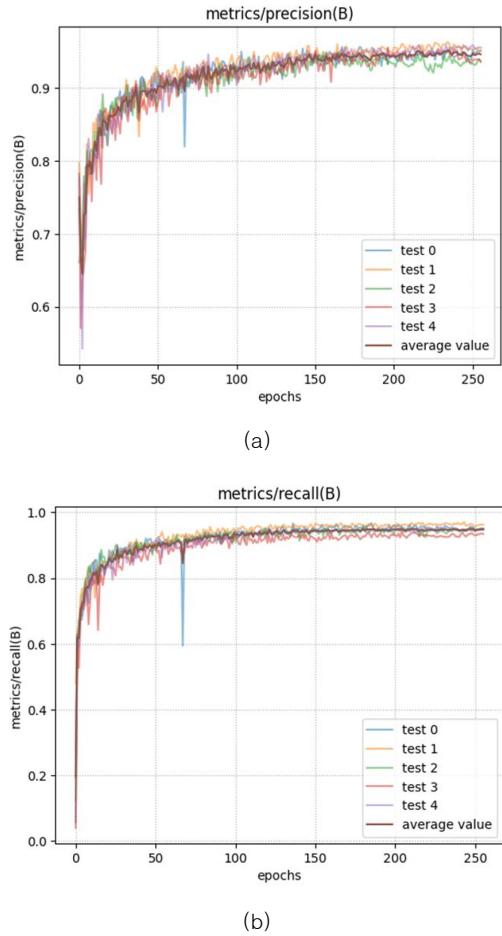 metrics/precision(B)
metrics/precision(B)
0.9
0.8
0.7
0.6
test 0
test 1
test 2
test 3
test 4
average value
0
50
100
150
200
250
epochs
(a)
metrics/recall(B)
metrics/recall(B)
1.0
0.8
0.6
0.4
0.2
0.0
test 0
test 1
test 2
test 3
test 4
average value
0
50
100
150
200
250
epochs
(b)